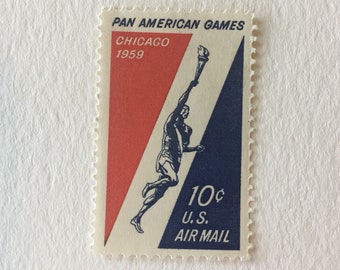 PAN AMERICAN GAMES
CHICAGO
1959
10¢
U.S.
AIR MAIL